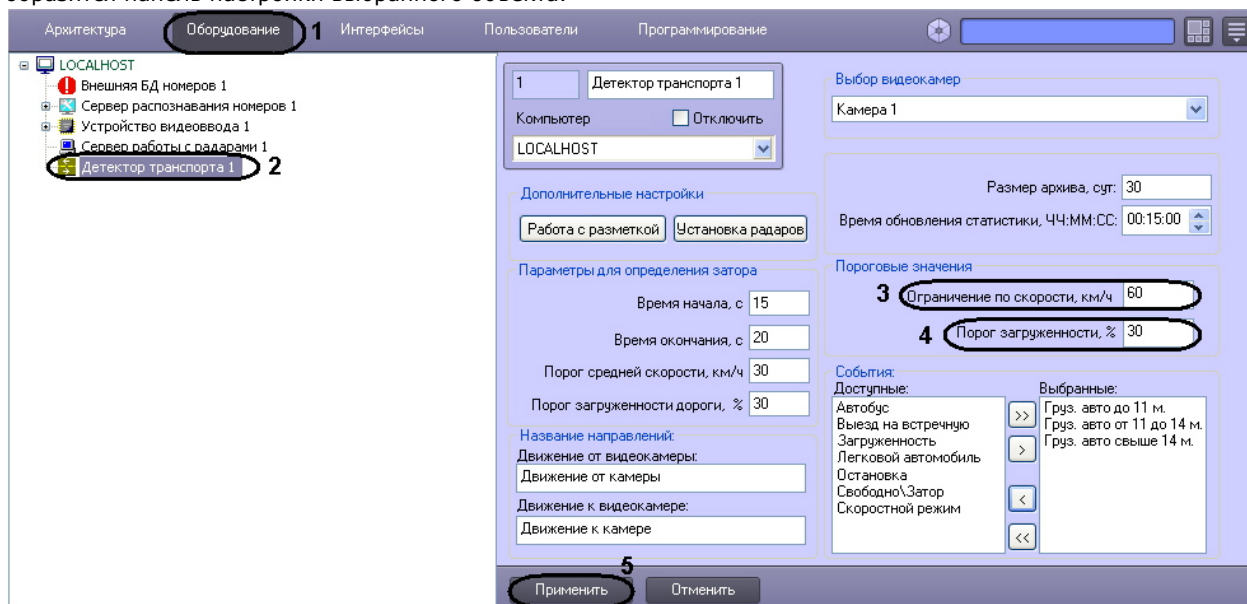 образится панель настройки выбранного объекта.
Архитектура Оборудование 1 Интерфейсы Пользователи Программирование
LOCALHOST
Внешняя БД номеров 1
Сервер распознавания номеров 1
Устройство видеоввода 1
Сервер работы с радарами 1
Детектор транспорта 1 2
1 Детектор транспорта 1
Компьютер Отключить
LOCALHOST
Дополнительные настройки
Работа с разметкой Установка радаров
Параметры для определения затора
Время начала, с 15
Время окончания, с 20
Порог средней скорости, км/ч 30
Порог загруженности дороги, % 30
Название направлений:
Движение от видеокамеры:
Движение от камеры
Движение к видеокамере:
Движение к камере
Выбор видеокамер
Камера 1
Размер архива, сут: 30
Время обновления статистики, ЧЧ:ММ:СС: 00:15:00
Пороговые значения
3 Ограничение по скорости, км/ч 60
4 Порог загруженности, % 30
События:
Доступные:
Автобус
Выезд на встречную
Загруженность
Легковой автомобиль
Остановка
Свободно\Затор
Скоростной режим
>>
>
<
<<
Выбранные:
Груз. авто до 11 м.
Груз. авто от 11 до 14 м.
Груз. авто свыше 14 м.
5
Применить Отменить